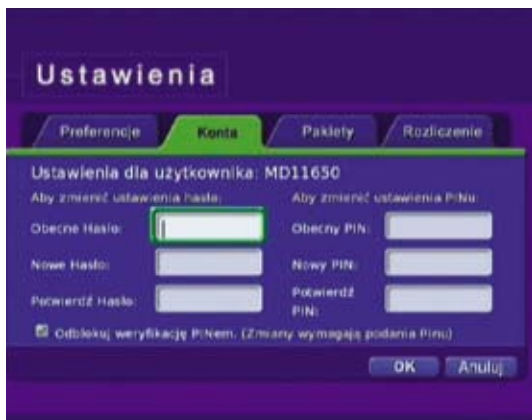 Ustawienia
Preferencje Konta Pakiety Rozliczenie
Ustawienia dla użytkownika: MD11650
Aby zmienić ustawienia hasła: Aby zmienić ustawienia PINu:
Obecne Hasło: Obecny PIN:
Nowe Hasło: Nowy PIN:
Potwierdź Hasło: Potwierdź PIN:
Odblokuj weryfikację PINem. (Zmiany wymagają podania Pinu)
OK Anuluj